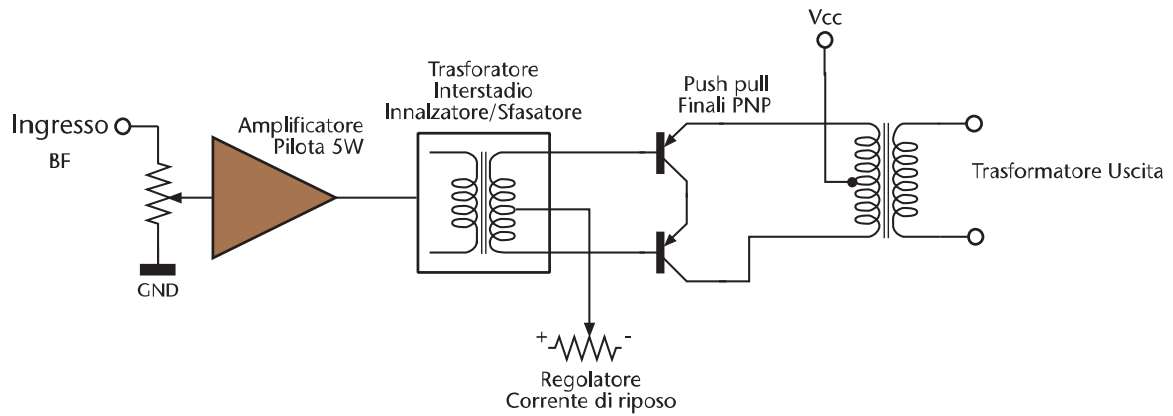 Vcc
Trasforatore
Interstadio
Innalzatore/Sfasatore
Push pull
Finali PNP
Ingresso
BF
Amplificatore
Pilota 5W
Trasformatore Uscita
GND
+ -
Regolatore
Corrente di riposo